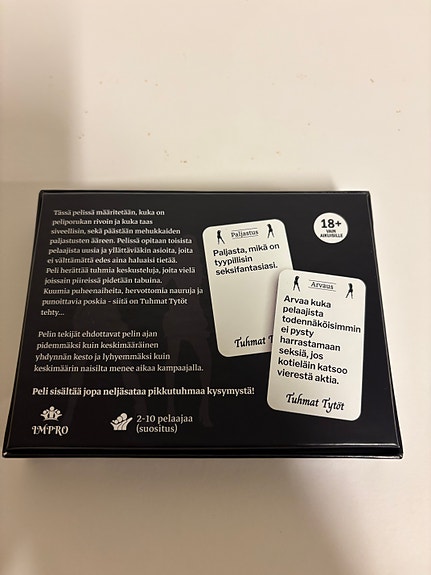 Tässä pelissä määritetään, kuka on
peliporukan rivoin ja kuka taas
siveellisin, sekä päästään mehukkaiden
paljastusten ääreen. Pelissä opitaan toisista
pelaajista uusia ja yllättäviäkin asioita, joita
ei välttämättä edes aina haluaisi tietää.
Peli herättää tuhmia keskusteluja, joita vielä
joissain piireissä pidetään tabuina.
Kuumia puheenaiheita, hervottomia nauruja ja
punoittavia poskia - siitä on Tuhmat Tytöt
tehty...
Pelin tekijät ehdottavat pelin ajan
pidemmäksi kuin keskimääräinen
yhdynnän kesto ja lyhyemmäksi kuin
keskimäärin naisilta menee aikaa kampaajalla.
Peli sisältää jopa neljäsataa pikkutuhmaa kysymystä!
IMPRO
2-10 pelaajaa
(suositus)
Paljastus
Paljasta, mikä on
tyypillisin
seksifantasiasi.
Tuhmat T
18+
VAIN
AIKUISILLE
Arvaus
Arvaa kuka
pelaajista
todennäköisimmin
ei pysty
harrastamaan
seksiä, jos
kotieläin katsoo
vierestä aktia.
Tuhmat Tytöt